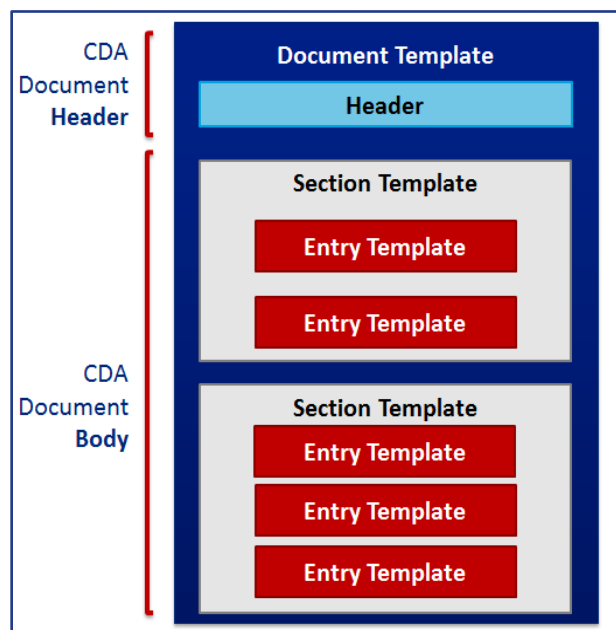 CDA
Document
Header
Document Template
Header
CDA
Document
Body
Section Template
Entry Template
Entry Template
Section Template
Entry Template
Entry Template
Entry Template